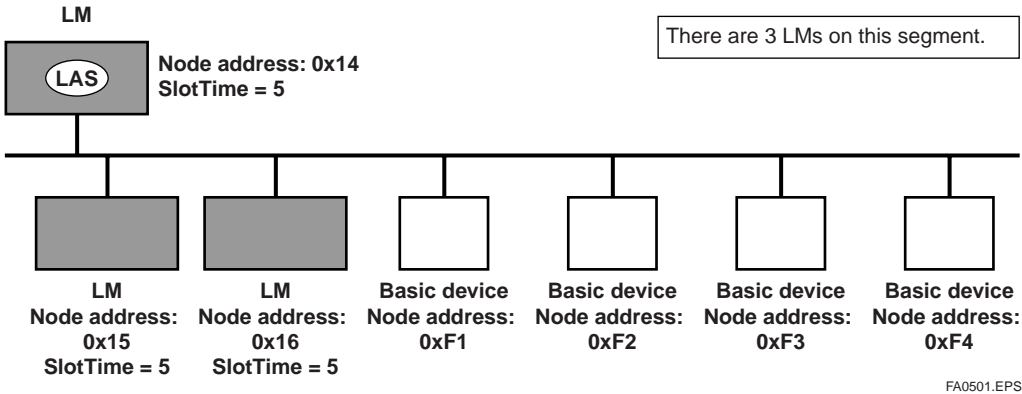 LM
There are 3 LMs on this segment.
LAS
Node address: 0x14
SlotTime = 5
LM
Node address:
0x15
SlotTime = 5
LM
Node address:
0x16
SlotTime = 5
Basic device
Node address:
0xF1
Basic device
Node address:
0xF2
Basic device
Node address:
0xF3
Basic device
Node address:
0xF4
FA0501.EPS